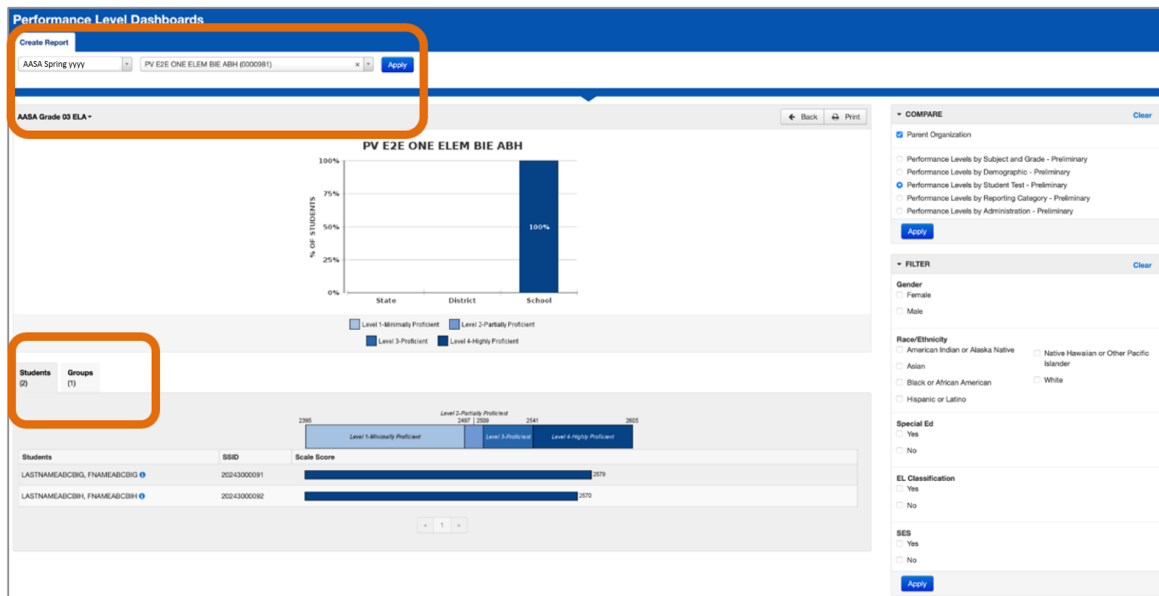 Performance Level Dashboards
Create Report
AASA Spring yyyy
PV E2E ONE ELEM BIE ABH (0000981)
×
Apply
AASA Grade 03 ELA
Back
Print
PV E2E ONE ELEM BIE ABH
% OF STUDENTS
100%
75%
50%
25%
0%
100%
State District School
Level 1-Minimally Proficient Level 2-Partially Proficient
Level 3-Proficient Level 4-Highly Proficient
Students
(2)
Groups
(1)
Level 2-Partially Proficient
2395 2497 2509 2541 2605
Level 1-Minimally Proficient Level 3-Proficient Level 4-Highly Proficient
Students SSID Scale Score
LASTNAMEABCBIG, FNAMEABCBIG 20243000091 2579
LASTNAMEABCBIH, FNAMEABCBIH 20243000092 2570
« 1 »
COMPARE Clear
Parent Organization
Performance Levels by Subject and Grade - Preliminary
Performance Levels by Demographic - Preliminary
Performance Levels by Student Test - Preliminary
Performance Levels by Reporting Category - Preliminary
Performance Levels by Administration - Preliminary
Apply
FILTER Clear
Gender
Female
Male
Race/Ethnicity
American Indian or Alaska Native
Asian
Black or African American
Hispanic or Latino
Native Hawaiian or Other Pacific
Islander
White
Special Ed
Yes
No
EL Classification
Yes
No
SES
Yes
No
Apply